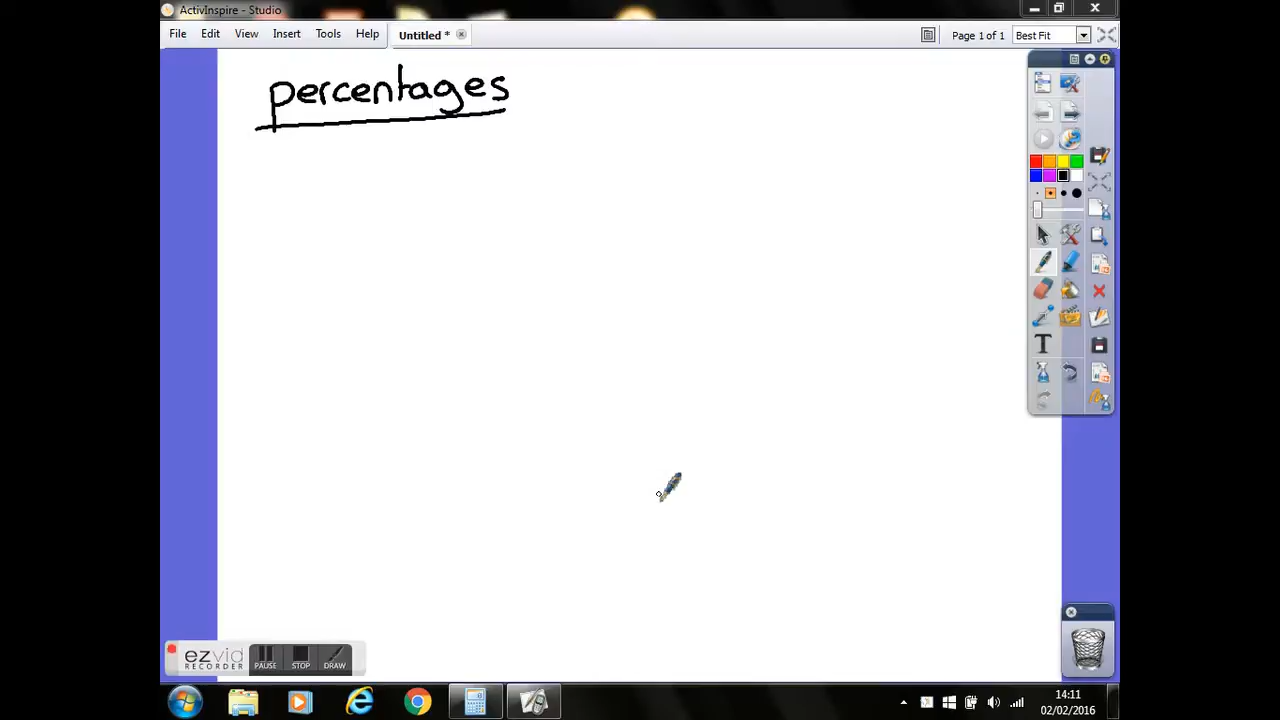 ActivInspire - Studio
File Edit View Insert Tools Help Untitled * Page 1 of 1 Best Fit
percentages
T
ezvid
RECORDER PAUSE STOP DRAW
14:11
02/02/2016